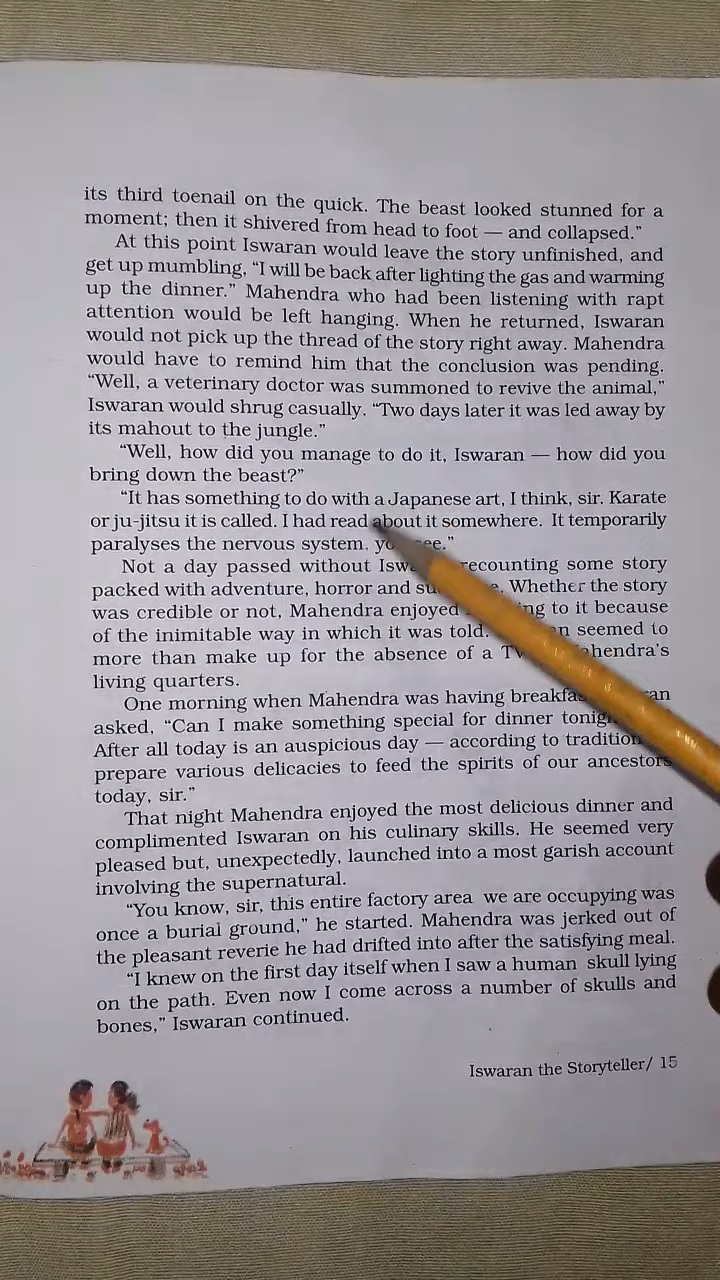 its third toenail on the quick. The beast looked stunned for a
moment; then it shivered from head to foot — and collapsed.”
At this point Iswaran would leave the story unfinished, and
get up mumbling, “I will be back after lighting the gas and warming
up the dinner.” Mahendra who had been listening with rapt
attention would be left hanging. When he returned, Iswaran
would not pick up the thread of the story right away. Mahendra
would have to remind him that the conclusion was pending.
“Well, a veterinary doctor was summoned to revive the animal,”
Iswaran would shrug casually. “Two days later it was led away by
its mahout to the jungle.”
“Well, how did you manage to do it, Iswaran — how did you
bring down the beast?”
“It has something to do with a Japanese art, I think, sir. Karate
or ju-jitsu it is called. I had read about it somewhere. It temporarily
paralyses the nervous system, see.”
Not a day passed without recounting some story
packed with adventure, horror and Whether the story
was credible or not, Mahendra enjoyed to it because
of the inimitable way in which it was told. seemed to
more than make up for the absence of a Mahendra’s
living quarters.
One morning when Mahendra was having
asked, “Can I make something special for dinner
After all today is an auspicious day — according to tradition
prepare various delicacies to feed the spirits of our ancestors
today, sir.”
That night Mahendra enjoyed the most delicious dinner and
complimented Iswaran on his culinary skills. He seemed very
pleased but, unexpectedly, launched into a most garish account
involving the supernatural.
“You know, sir, this entire factory area we are occupying was
once a burial ground,” he started. Mahendra was jerked out of
the pleasant reverie he had drifted into after the satisfying meal.
“I knew on the first day itself when I saw a human skull lying
on the path. Even now I come across a number of skulls and
bones,” Iswaran continued.
Iswaran the Storyteller/ 15